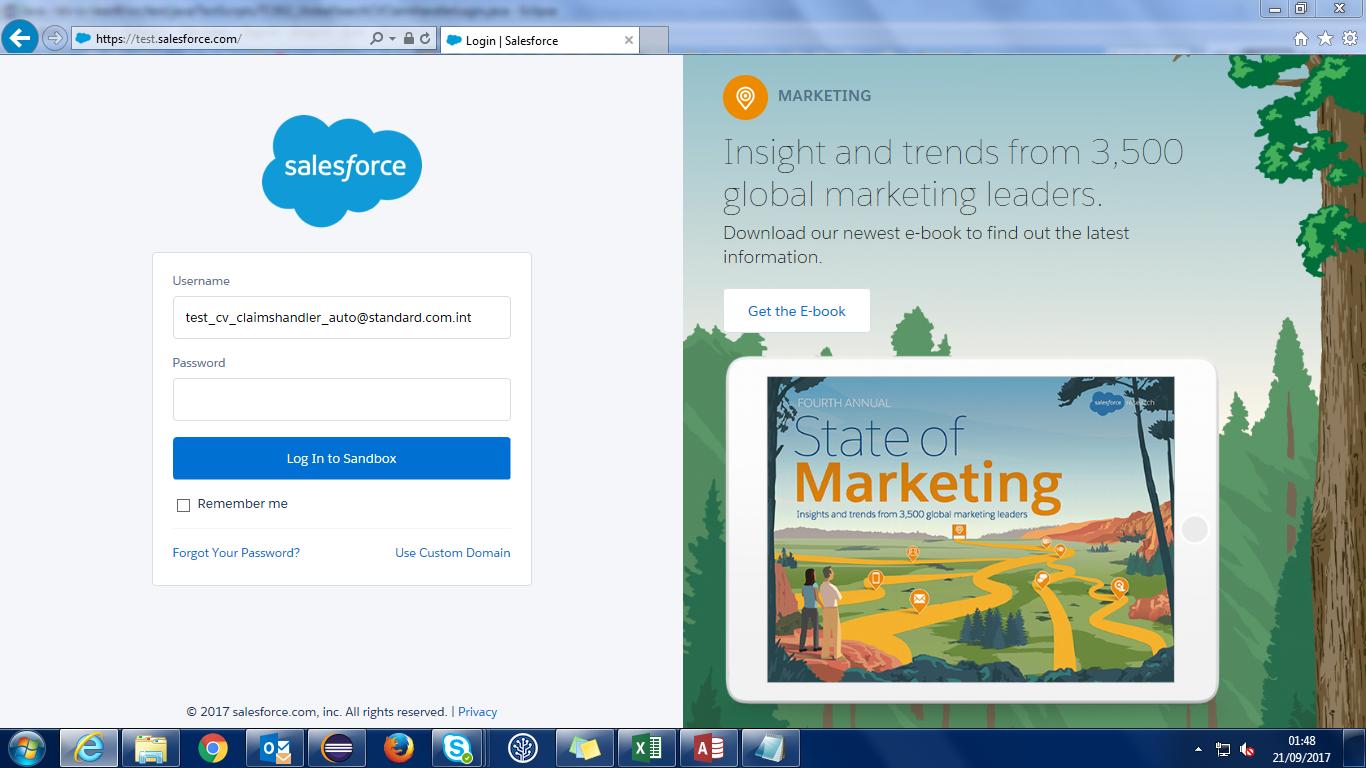 https://test.salesforce.com/
Login | Salesforce
salesforce
Username
test_cv_claimshandler_auto@standard.com.int
Password
Log In to Sandbox
Remember me
Forgot Your Password?
Use Custom Domain
© 2017 salesforce.com, inc. All rights reserved. | Privacy
MARKETING
Insight and trends from 3,500
global marketing leaders.
Download our newest e-book to find out the latest
information.
Get the E-book
FOURTH ANNUAL
salesforce research
State of
Marketing
Insights and trends from 3,500 global marketing leaders
01:48
21/09/2017